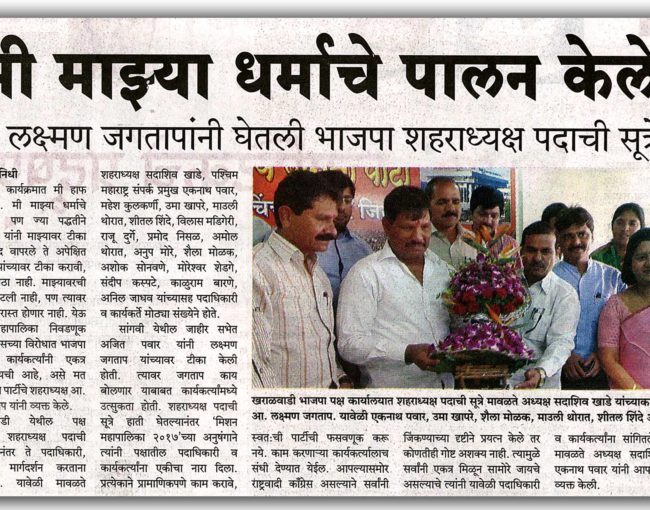 मी माझ्या धर्माचे पालन केले
लक्ष्मण जगतापांनी घेतली भाजपा शहराध्यक्ष पदाची सूत्रे
निधी
कार्यक्रमात मी हाफ
. मी माझ्या धर्माचे
पण ज्या पद्धतीने
यांनी माझ्यावर टीका
द वापरले ते अपेक्षित
यांच्यावर टीका करावी,
ठा नाही. माझ्यावरची
टली नाही, पण त्यावर
रास्त होणार नाही. येऊ
हापालिका निवडणूक
सच्या विरोधात भाजप
कार्यकर्त्यांनी एकत्र
यची आहे, असे मत
पार्टीचे शहराध्यक्ष आ.
प यांनी व्यक्त केले.
डी येथील पक्ष
शहराध्यक्ष पदाची
नंतर ते पदाधिकारी,
मार्गदर्शन करताना
. यावेळी मावळते
शहराध्यक्ष सदाशिव खाडे, पश्चिम
महाराष्ट्र संपर्क प्रमुख एकनाथ पवार,
महेश कुलकर्णी, उमा खापरे, माउली
थोरात, शीतल शिंदे, विलास मडिगेरी,
राजू दुर्गे, प्रमोद निसळ, अमोल
थोरात, अनुप मोरे, शैला मोळक,
अशोक सोनवणे, मोरेश्वर शेडगे,
संदीप कस्पटे, काळुराम बारणे,
अनिल जाधव यांच्यासह पदाधिकारी
व कार्यकर्ते मोठ्या संख्येने होते.
सांगवी येथील जाहीर सभेत
अजित पवार यांनी लक्ष्मण
जगताप यांच्यावर टीका केली
होती. त्यावर जगताप काय
बोलणार याबाबत कार्यकर्त्यांमध्ये
उत्सुकता होती. शहराध्यक्ष पदाची
सूत्रे हाती घेतल्यानंतर 'मिशन
महापालिका २०१७'च्या अनुषंगाने
त्यांनी पक्षातील पदाधिकारी व
कार्यकर्त्यांना एकीचा नारा दिला.
प्रत्येकाने प्रामाणिकपणे काम करावे,
खराळवाडी भाजपा पक्ष कार्यालयात शहराध्यक्ष पदाची सूत्रे मावळते अध्यक्ष सदाशिव खाडे यांच्याक
आ. लक्ष्मण जगताप. यावेळी एकनाथ पवार, उमा खापरे, शैला मोळक, माउली थोरात, शीतल शिंदे अ
स्वत:ची पार्टीची फसवणूक करू
नये. काम करणाऱ्या कार्यकर्त्यालाच
संधी देण्यात येईल. आपल्यासमोर
राष्ट्रवादी काँग्रेस असल्याने सर्वांनी
जिंकण्याच्या दृष्टीने प्रयत्न केले तर
कोणतीही गोष्ट अशक्य नाही. त्यामुळे
सर्वांनी एकत्र मिळून सामोरे जायचे
असल्याचे त्यांनी यावेळी पदाधिकारी
व कार्यकर्त्यांना सांगितले
मावळते अध्यक्ष सदाशि
एकनाथ पवार यांनी आप
व्यक्त केली.